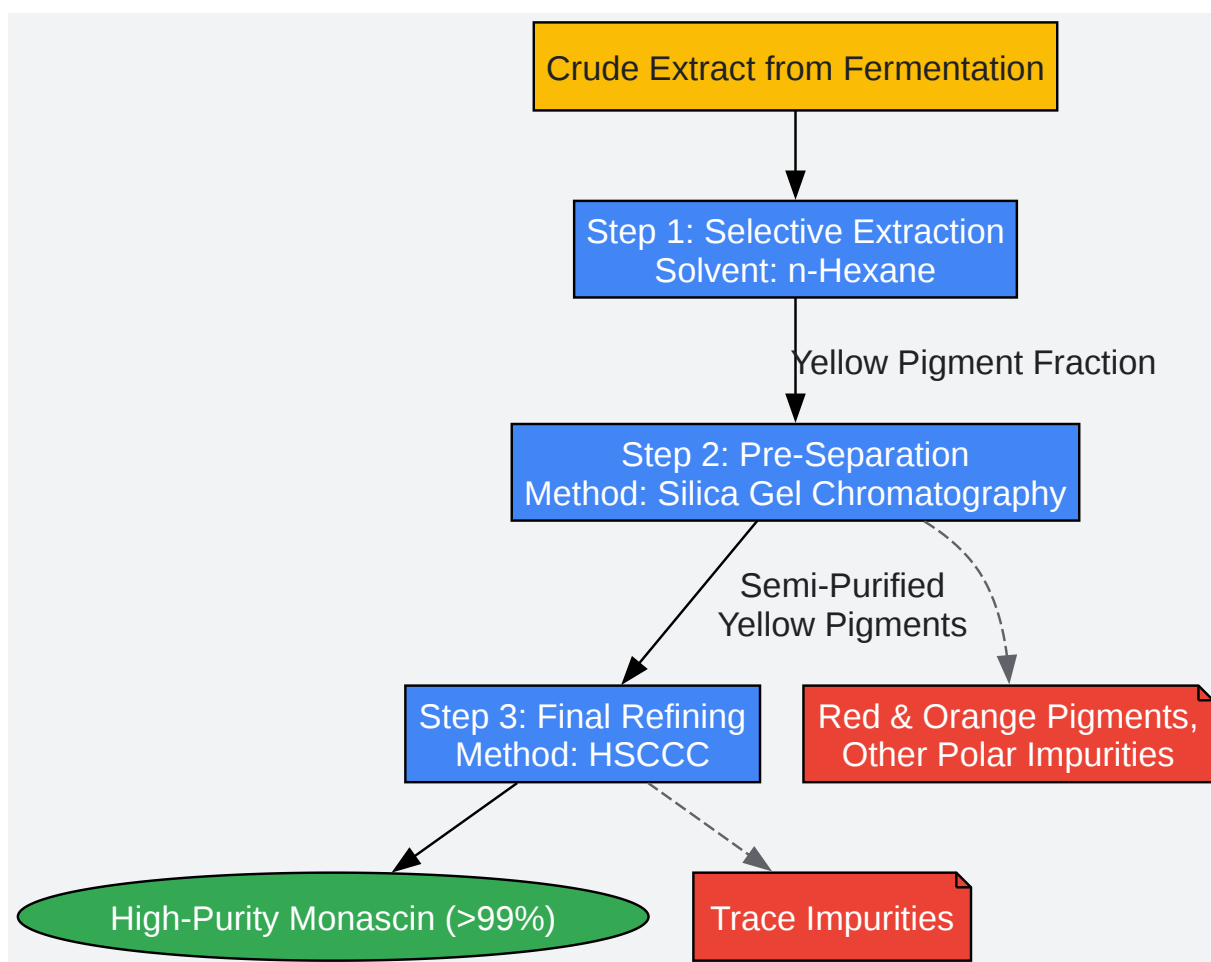 Crude Extract from Fermentation
Step 1: Selective Extraction
Solvent: n-Hexane
Yellow Pigment Fraction
Step 2: Pre-Separation
Method: Silica Gel Chromatography
Semi-Purified
Yellow Pigments
Step 3: Final Refining
Method: HSCCC
Red & Orange Pigments,
Other Polar Impurities
High-Purity Monascin (>99%)
Trace Impurities